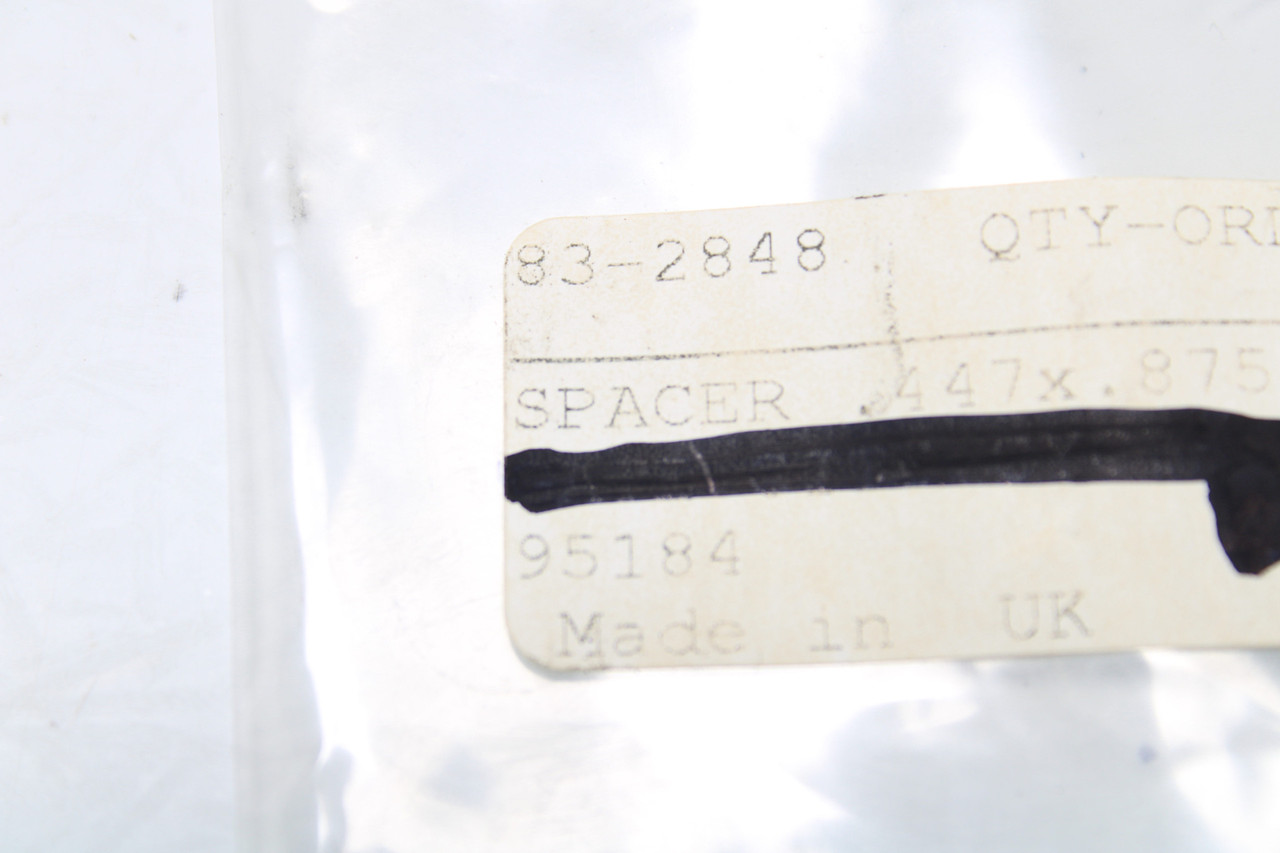 83-2848 QTY-ORD
SPACER .447x.875
95184
Made in UK